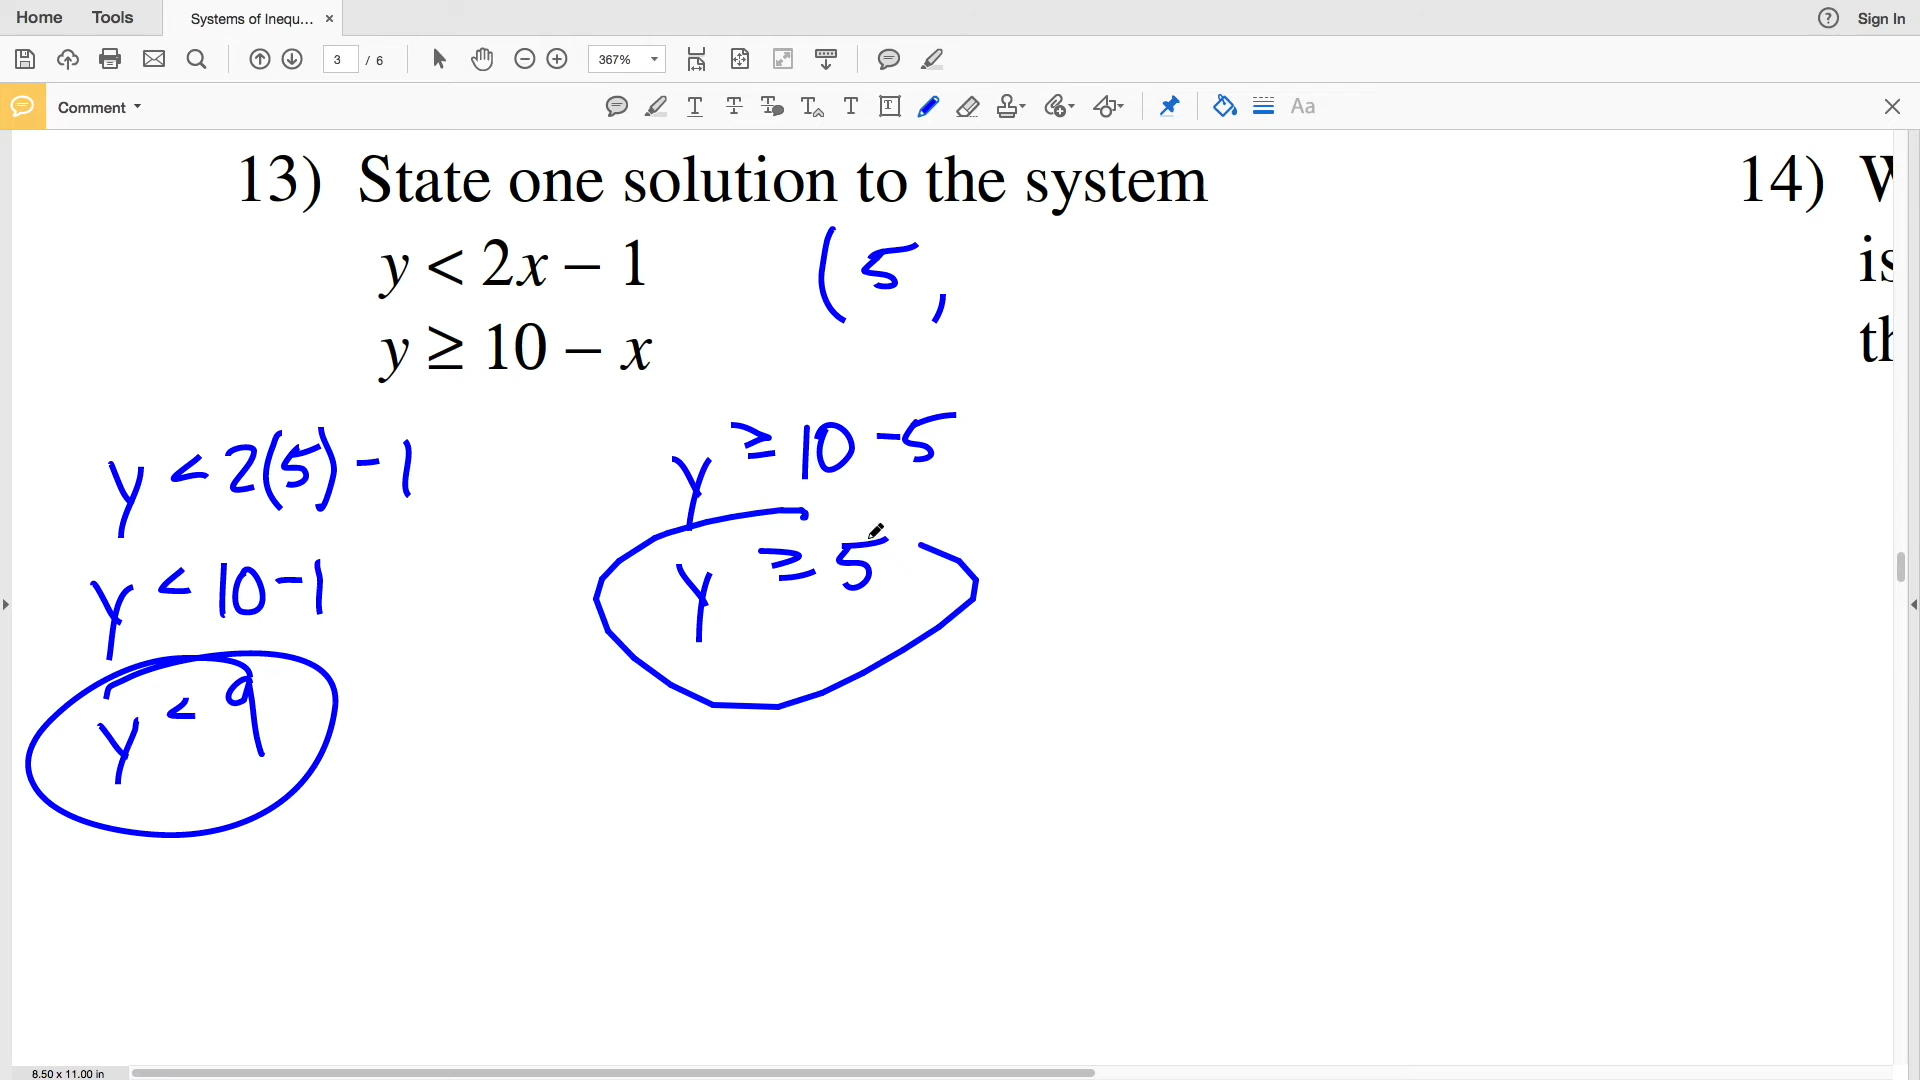 Home Tools Systems of Inequ... × ? Sign In
3 / 6 367%
Comment T T T T T T Aa
13) State one solution to the system
y < 2x − 1
y ≥ 10 − x
(5,
14) W
is
th
y < 2(5) - 1
y < 10 - 1
y < 9
y ≥ 10 - 5
y ≥ 5
8.50 x 11.00 in